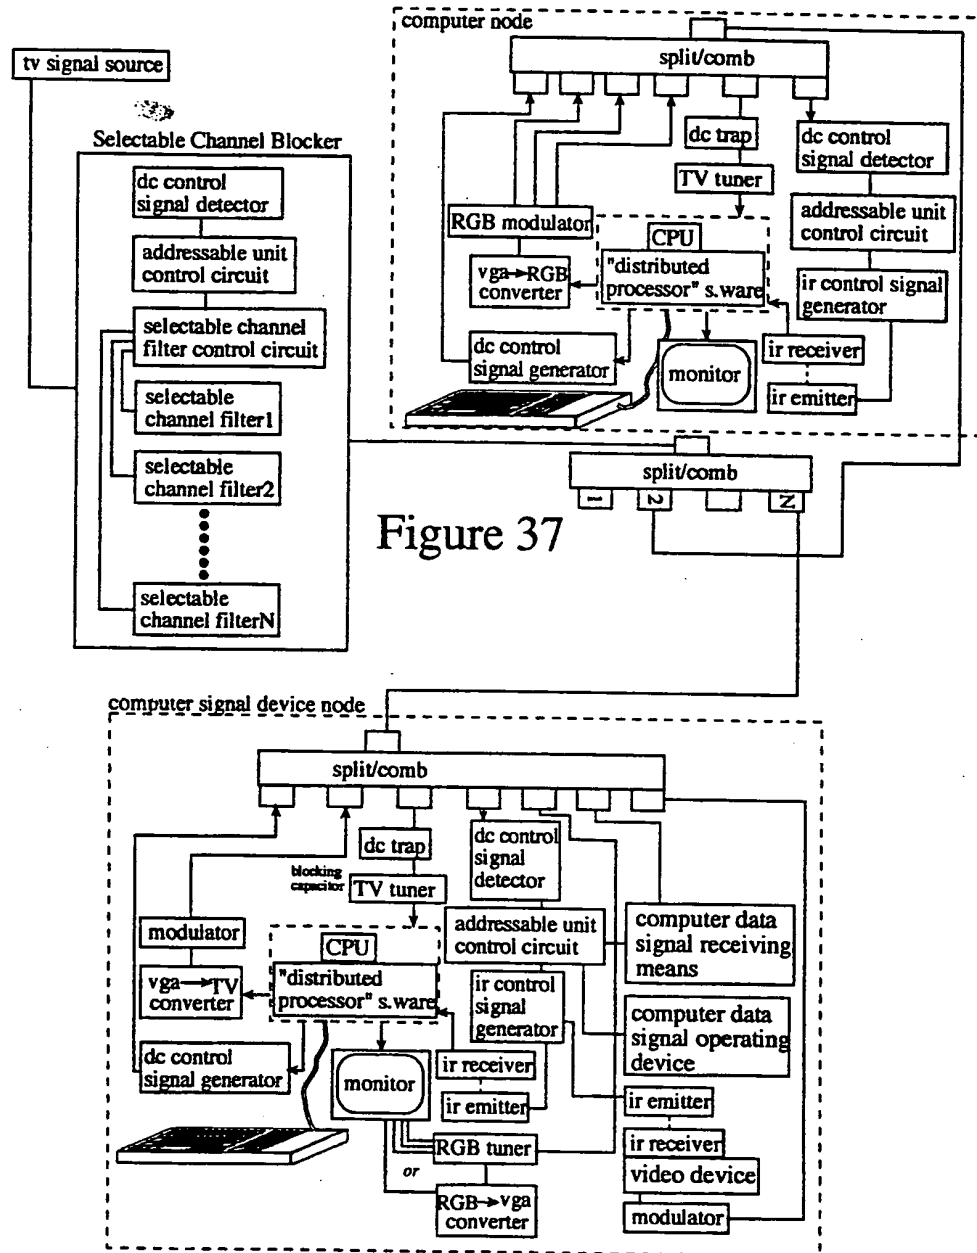 computer node
split/comb
tv signal source
dc trap
dc control
signal detector
TV tuner
Selectable Channel Blocker
dc control
signal detector
addressable unit
control circuit
RGB modulator
CPU
"distributed
processor" s.ware
vga→RGB
converter
addressable unit
control circuit
ir control signal
generator
selectable channel
filter control circuit
dc control
signal generator
monitor
ir receiver
ir emitter
selectable
channel filter1
selectable
channel filter2
split/comb
1
2
N
Figure 37
selectable
channel filterN
computer signal device node
split/comb
dc trap
blocking
capacitor
TV tuner
dc control
signal
detector
modulator
CPU
"distributed
processor" s.ware
addressable unit
control circuit
computer data
signal receiving
means
vga→TV
converter
ir control
signal
generator
computer data
signal operating
device
dc control
signal generator
monitor
ir receiver
ir emitter
ir emitter
ir receiver
RGB tuner
or
video device
RGB→vga
converter
modulator